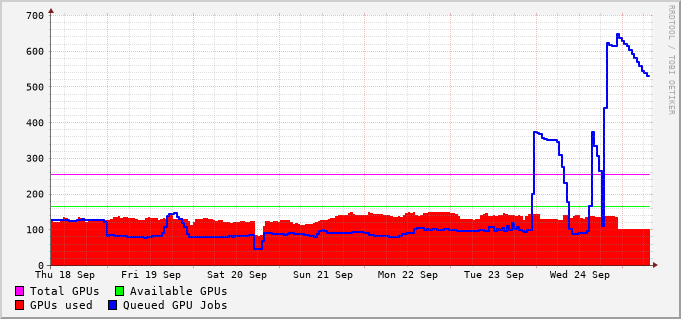 700
600
500
400
300
200
100
0
Thu 18 Sep Fri 19 Sep Sat 20 Sep Sun 21 Sep Mon 22 Sep Tue 23 Sep Wed 24 Sep
Total GPUs Available GPUs
GPUs used Queued GPU Jobs
RRDTOOL / TOBI OETIKER